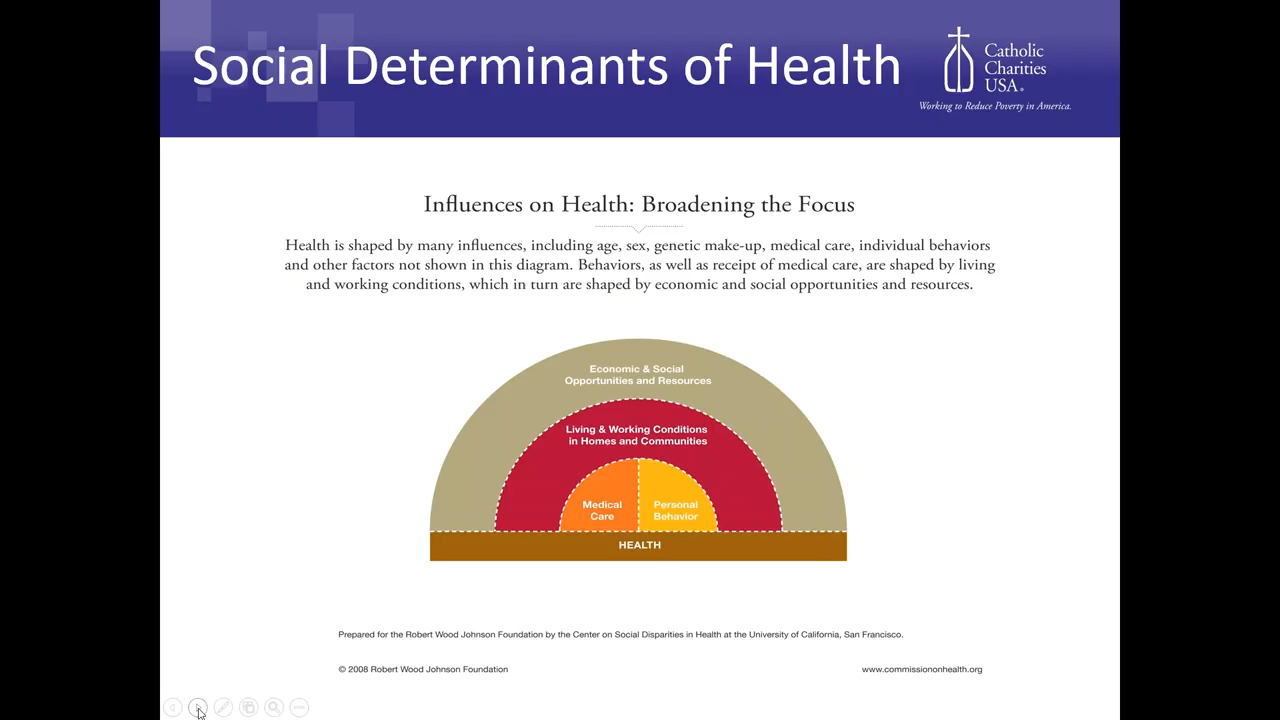 Social Determinants of Health
Catholic
Charities
USA®
Working to Reduce Poverty in America.
Influences on Health: Broadening the Focus
Health is shaped by many influences, including age, sex, genetic make-up, medical care, individual behaviors
and other factors not shown in this diagram. Behaviors, as well as receipt of medical care, are shaped by living
and working conditions, which in turn are shaped by economic and social opportunities and resources.
Economic & Social
Opportunities and Resources
Living & Working Conditions
in Homes and Communities
Medical
Care
Personal
Behavior
HEALTH
Prepared for the Robert Wood Johnson Foundation by the Center on Social Disparities in Health at the University of California, San Francisco.
© 2008 Robert Wood Johnson Foundation
www.commissiononhealth.org